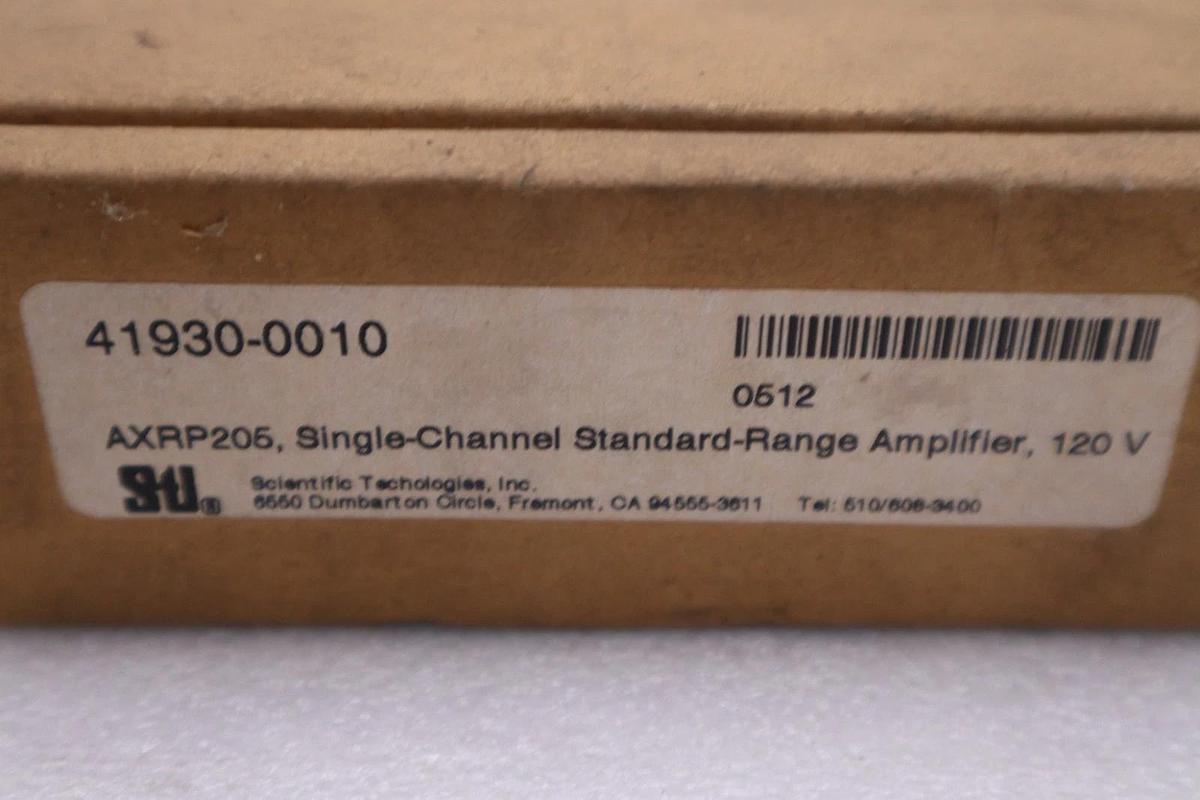 41930-0010
0512
AXRP205, Single-Channel Standard-Range Amplifier, 120 V
STI®
Scientific Techologies, Inc.
6550 Dumbarton Circle, Fremont, CA 94555-3611 Tel: 510/608-3400